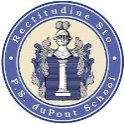 Rectitudine Sto
P.S. duPont School